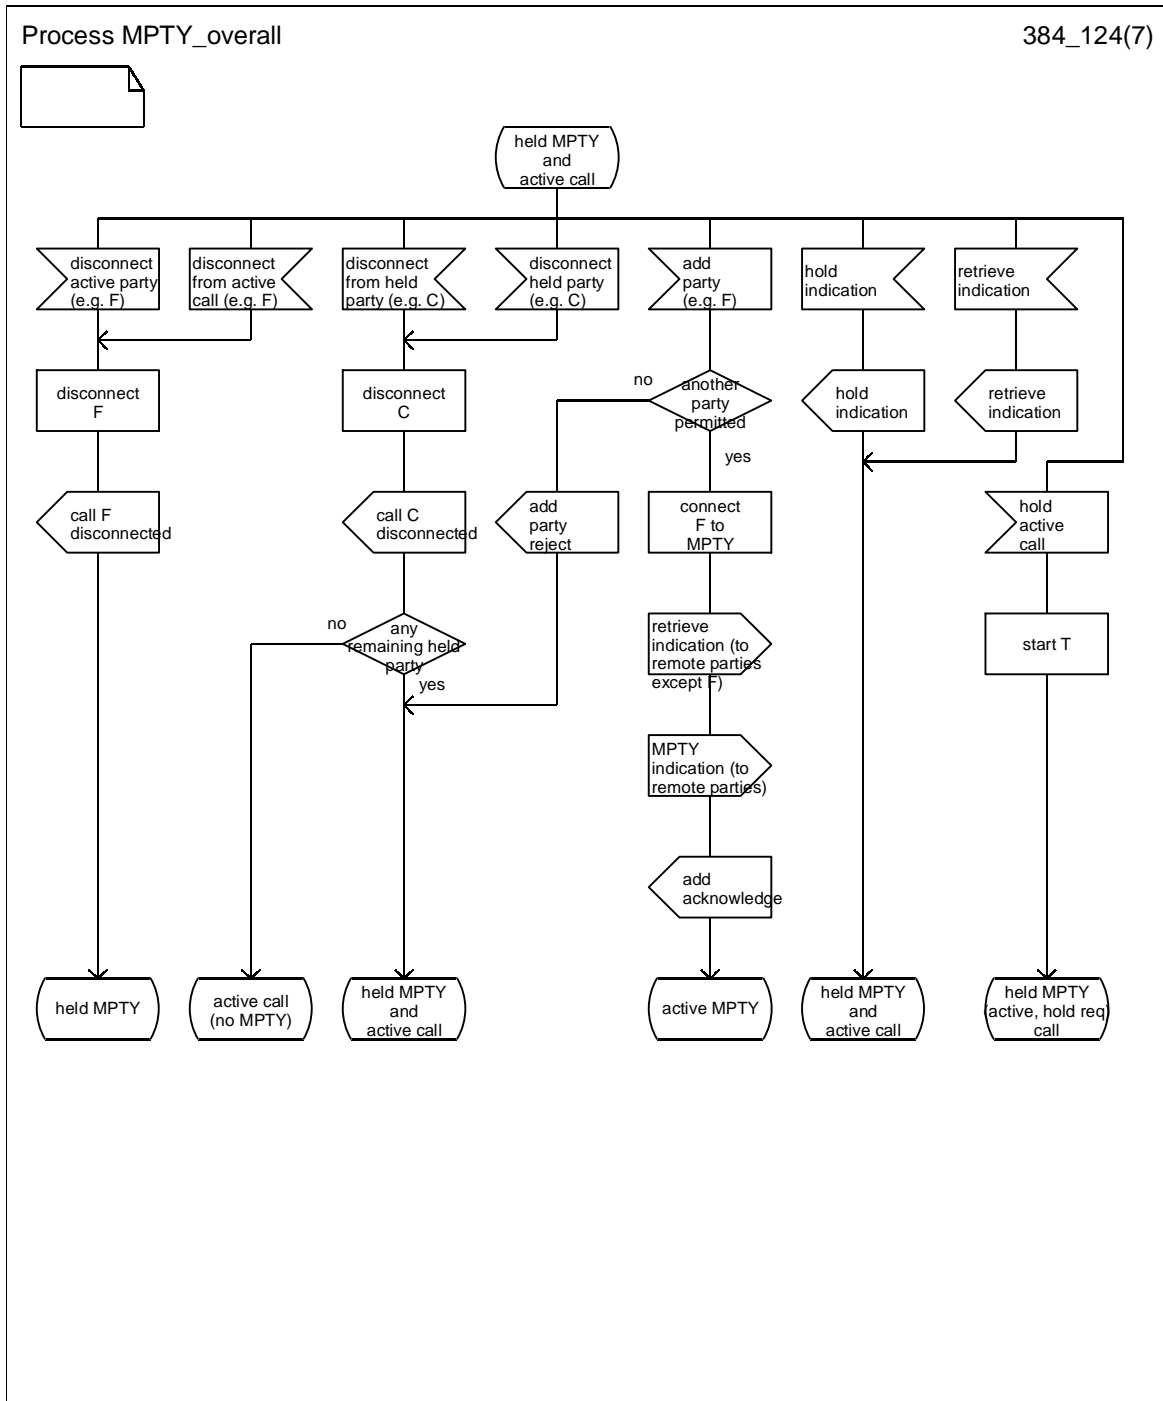 Process MPTY_overall
384_124(7)
held MPTY
and
active call
disconnect
active party
(e.g. F)
disconnect
from active
call (e.g. F)
disconnect
from held
party (e.g. C)
disconnect
held party
(e.g. C)
add
party
(e.g. F)
hold
indication
retrieve
indication
disconnect
F
disconnect
C
no
another
party
permitted
yes
hold
indication
retrieve
indication
call F
disconnected
call C
disconnected
add
party
reject
connect
F to
MPTY
hold
active
call
no
any
remaining held
party
yes
retrieve
indication (to
remote parties
except F)
start T
MPTY
indication (to
remote parties)
add
acknowledge
held MPTY
active call
(no MPTY)
held MPTY
and
active call
active MPTY
held MPTY
and
active call
held MPTY
(active, hold req)
call